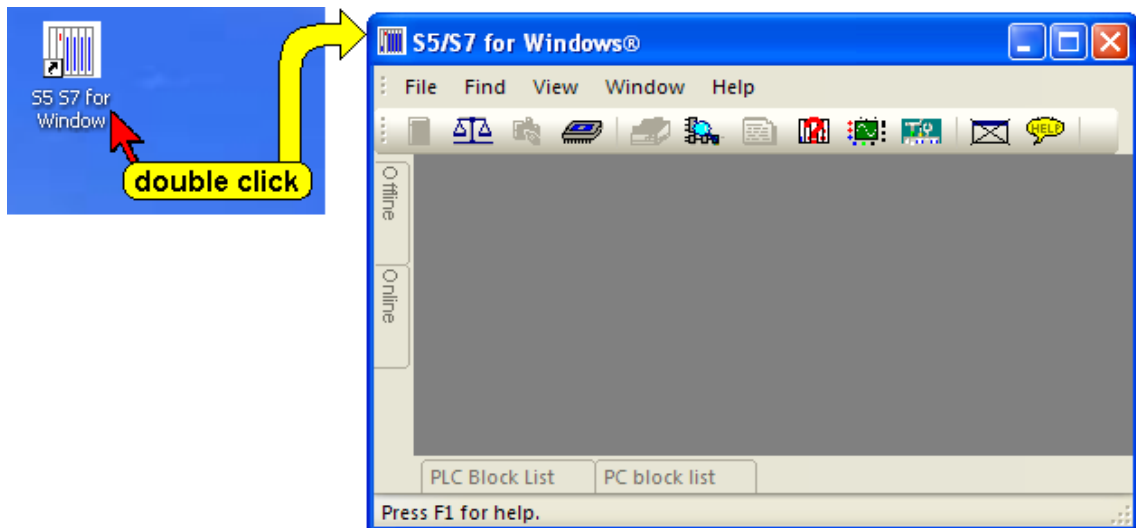 S5 S7 for
Window
double click
S5/S7 for Windows®
File Find View Window Help
HELP
Offline
Online
PLC Block List PC block list
Press F1 for help.